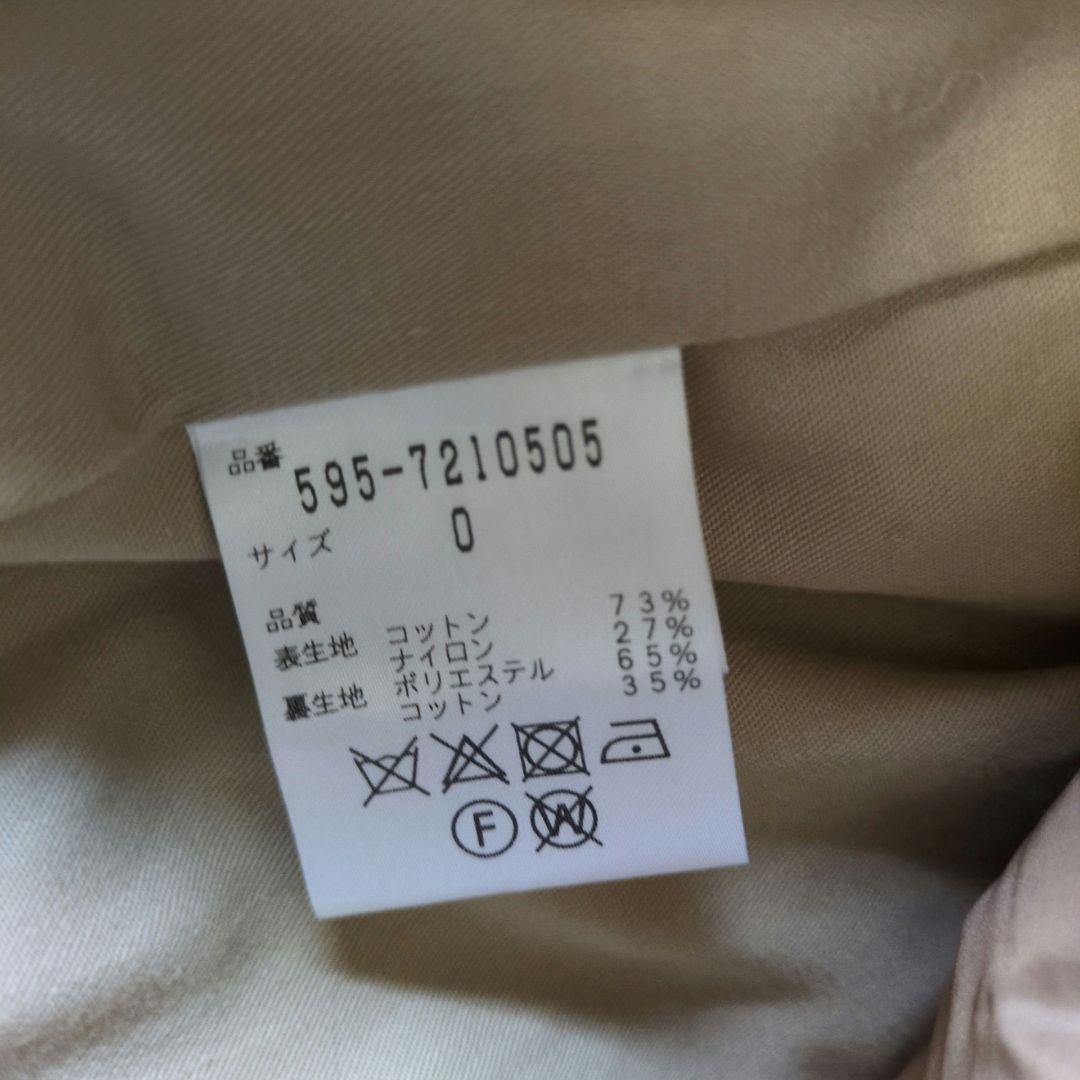 品番 595-7210505
サイズ 0
品質
表生地 コットン 73%
ナイロン 27%
裏生地 ポリエステル 65%
コットン 35%
F W